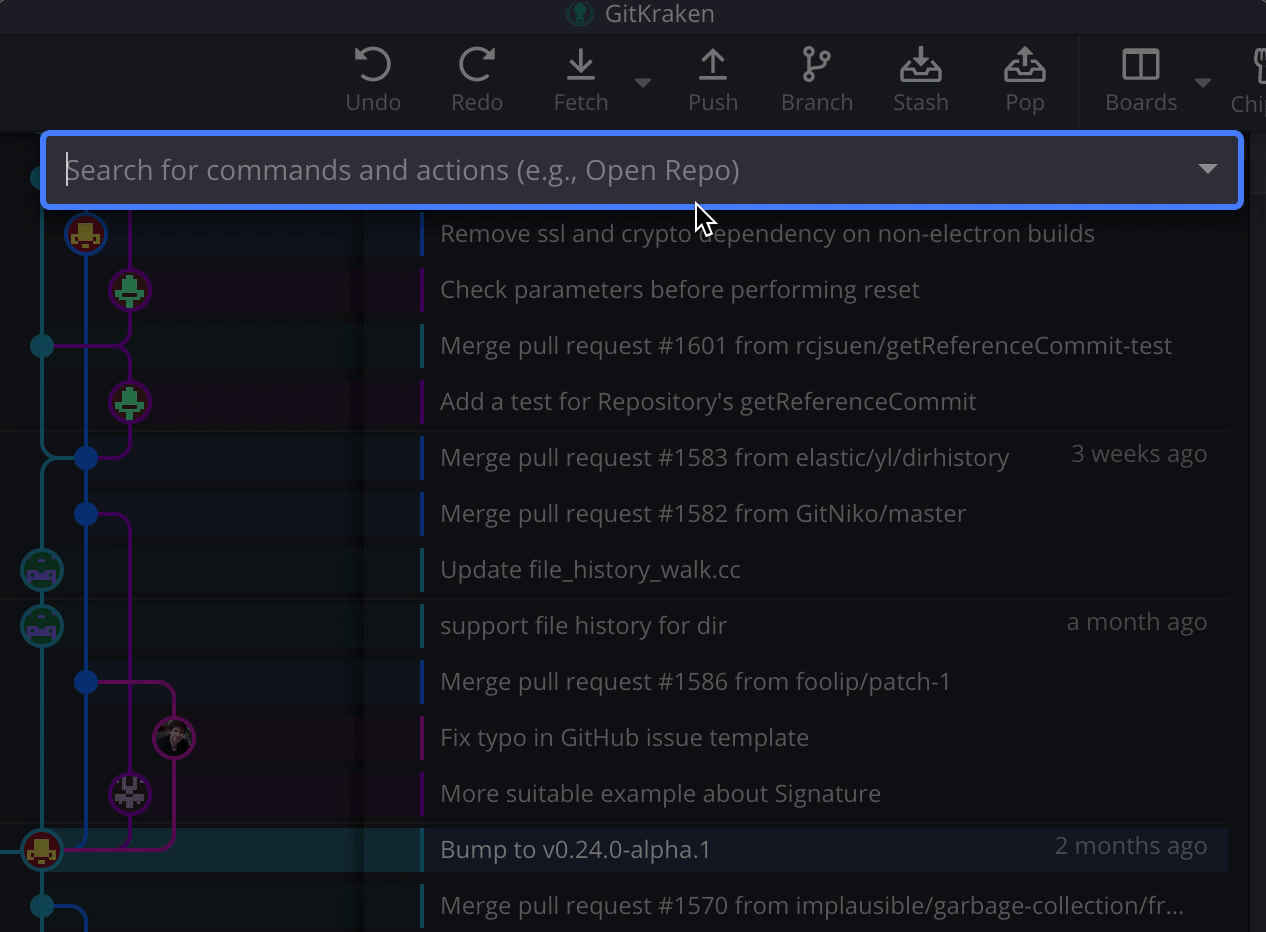 GitKraken
Undo Redo Fetch Push Branch Stash Pop Boards
Search for commands and actions (e.g., Open Repo)
Remove ssl and crypto dependency on non-electron builds
Check parameters before performing reset
Merge pull request #1601 from rcjsuen/getReferenceCommit-test
Add a test for Repository's getReferenceCommit
Merge pull request #1583 from elastic/yl/dirhistory 3 weeks ago
Merge pull request #1582 from GitNiko/master
Update file_history_walk.cc
support file history for dir a month ago
Merge pull request #1586 from foolip/patch-1
Fix typo in GitHub issue template
More suitable example about Signature
Bump to v0.24.0-alpha.1 2 months ago
Merge pull request #1570 from implausible/garbage-collection/fr...